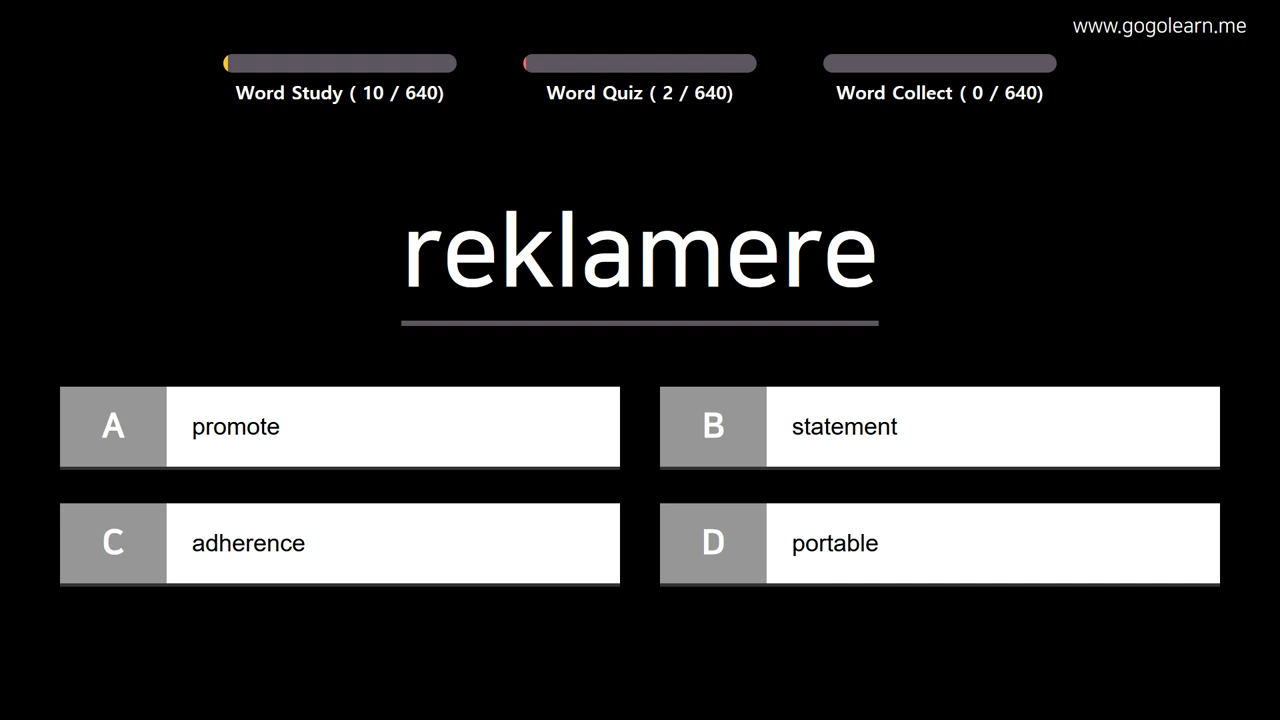 www.gogolearn.me
Word Study ( 10 / 640)
Word Quiz ( 2 / 640)
Word Collect ( 0 / 640)
reklamere
A promote
B statement
C adherence
D portable